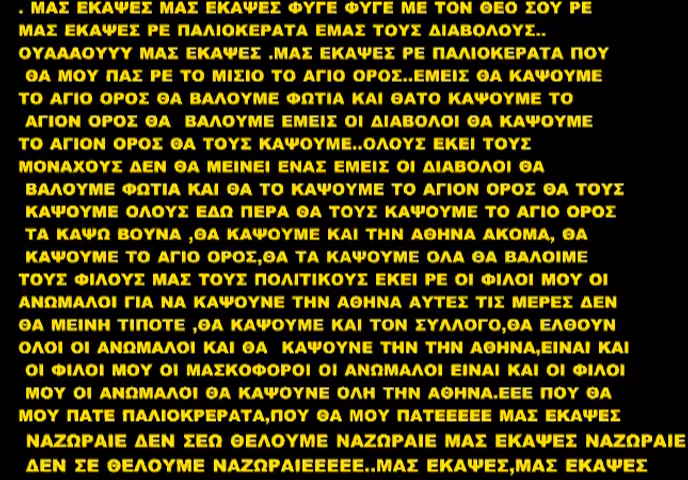 . ΜΑΣ ΕΚΑΨΕΣ ΜΑΣ ΕΚΑΨΕΣ ΦΥΓΕ ΦΥΓΕ ΜΕ ΤΟΝ ΘΕΟ ΣΟΥ ΡΕ
ΜΑΣ ΕΚΑΨΕΣ ΡΕ ΠΑΛΙΟΚΕΡΑΤΑ ΕΜΑΣ ΤΟΥΣ ΔΙΑΒΟΛΟΥΣ..
ΟΥΑΑΑΟΥΥΥ ΜΑΣ ΕΚΑΨΕΣ .ΜΑΣ ΕΚΑΨΕΣ ΡΕ ΠΑΛΙΟΚΕΡΑΤΑ ΠΟΥ
ΘΑ ΜΟΥ ΠΑΣ ΡΕ ΤΟ ΜΙΣΙΟ ΤΟ ΑΓΙΟ ΟΡΟΣ..ΕΜΕΙΣ ΘΑ ΚΑΨΟΥΜΕ
ΤΟ ΑΓΙΟ ΟΡΟΣ ΘΑ ΒΑΛΟΥΜΕ ΦΩΤΙΑ ΚΑΙ ΘΑΤΟ ΚΑΨΟΥΜΕ ΤΟ
ΑΓΙΟΝ ΟΡΟΣ ΘΑ  ΒΑΛΟΥΜΕ ΕΜΕΙΣ ΟΙ ΔΙΑΒΟΛΟΙ ΘΑ ΚΑΨΟΥΜΕ
ΤΟ ΑΓΙΟΝ ΟΡΟΣ ΘΑ ΤΟΥΣ ΚΑΨΟΥΜΕ..ΟΛΟΥΣ ΕΚΕΙ ΤΟΥΣ
ΜΟΝΑΧΟΥΣ ΔΕΝ ΘΑ ΜΕΙΝΕΙ ΕΝΑΣ ΕΜΕΙΣ ΟΙ ΔΙΑΒΟΛΟΙ ΘΑ
ΒΑΛΟΥΜΕ ΦΩΤΙΑ ΚΑΙ ΘΑ ΤΟ ΚΑΨΟΥΜΕ ΤΟ ΑΓΙΟΝ ΟΡΟΣ ΘΑ ΤΟΥΣ
ΚΑΨΟΥΜΕ ΟΛΟΥΣ ΕΔΩ ΠΕΡΑ ΘΑ ΤΟΥΣ ΚΑΨΟΥΜΕ ΤΟ ΑΓΙΟ ΟΡΟΣ
ΤΑ ΚΑΨΩ ΒΟΥΝΑ ,ΘΑ ΚΑΨΟΥΜΕ ΚΑΙ ΤΗΝ ΑΘΗΝΑ ΑΚΟΜΑ, ΘΑ
ΚΑΨΟΥΜΕ ΤΟ ΑΓΙΟ ΟΡΟΣ,ΘΑ ΤΑ ΚΑΨΟΥΜΕ ΟΛΑ ΘΑ ΒΑΛΟΙΜΕ
ΤΟΥΣ ΦΙΛΟΥΣ ΜΑΣ ΤΟΥΣ ΠΟΛΙΤΙΚΟΥΣ ΕΚΕΙ ΡΕ ΟΙ ΦΙΛΟΙ ΜΟΥ ΟΙ
ΑΝΩΜΑΛΟΙ ΓΙΑ ΝΑ ΚΑΨΟΥΝΕ ΤΗΝ ΑΘΗΝΑ ΑΥΤΕΣ ΤΙΣ ΜΕΡΕΣ ΔΕΝ
ΘΑ ΜΕΙΝΗ ΤΙΠΟΤΕ ,ΘΑ ΚΑΨΟΥΜΕ ΚΑΙ ΤΟΝ ΣΥΛΛΟΓΟ,ΘΑ ΕΛΘΟΥΝ
ΟΛΟΙ ΟΙ ΑΝΩΜΑΛΟΙ ΚΑΙ ΘΑ  ΚΑΨΟΥΝΕ ΤΗΝ ΤΗΝ ΑΘΗΝΑ,ΕΙΝΑΙ ΚΑΙ
ΟΙ ΦΙΛΟΙ ΜΟΥ ΟΙ ΜΑΣΚΟΦΟΡΟΙ ΟΙ ΑΝΩΜΑΛΟΙ ΕΙΝΑΙ ΚΑΙ ΟΙ ΦΙΛΟΙ
ΜΟΥ ΟΙ ΑΝΩΜΑΛΟΙ ΘΑ ΚΑΨΟΥΝΕ ΟΛΗ ΤΗΝ ΑΘΗΝΑ.ΕΕΕ ΠΟΥ ΘΑ
ΜΟΥ ΠΑΤΕ ΠΑΛΙΟΚΡΕΡΑΤΑ,ΠΟΥ ΘΑ ΜΟΥ ΠΑΤΕΕΕΕΕ ΜΑΣ ΕΚΑΨΕΣ
ΝΑΖΩΡΑΙΕ ΔΕΝ ΣΕΩ ΘΕΛΟΥΜΕ ΝΑΖΩΡΑΙΕ ΜΑΣ ΕΚΑΨΕΣ ΝΑΖΩΡΑΙΕ
ΔΕΝ ΣΕ ΘΕΛΟΥΜΕ ΝΑΖΩΡΑΙΕΕΕΕΕ..ΜΑΣ ΕΚΑΨΕΣ,ΜΑΣ ΕΚΑΨΕΣ